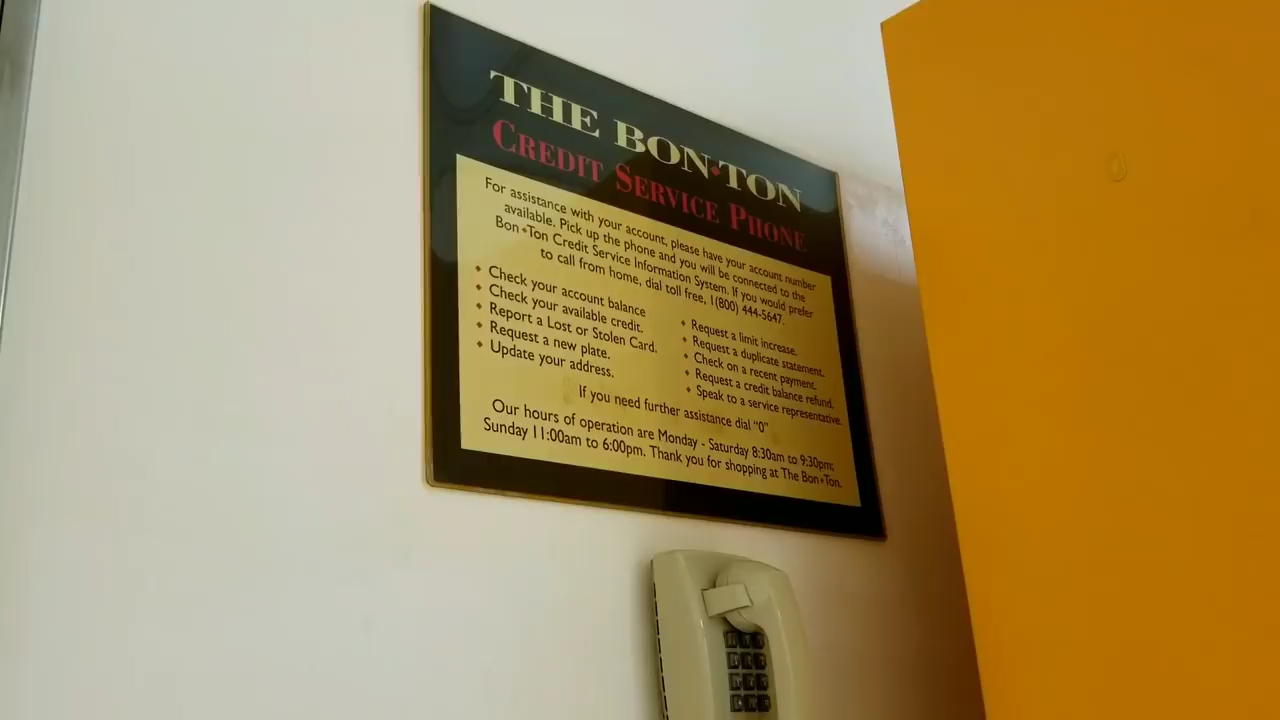 THE BON•TON
CREDIT SERVICE PHONE
For assistance with your account, please have your account number
available. Pick up the phone and you will be connected to the
Bon•Ton Credit Service Information System. If you would prefer
to call from home, dial toll free, 1(800) 444-5647.
• Check your account balance
• Check your available credit.
• Report a Lost or Stolen Card.
• Request a new plate.
• Update your address.
• Request a limit increase.
• Request a duplicate statement.
• Check on a recent payment.
• Request a credit balance refund.
• Speak to a service representative.
If you need further assistance dial "0"
Our hours of operation are Monday - Saturday 8:30am to 9:30pm;
Sunday 11:00am to 6:00pm. Thank you for shopping at The Bon•Ton.